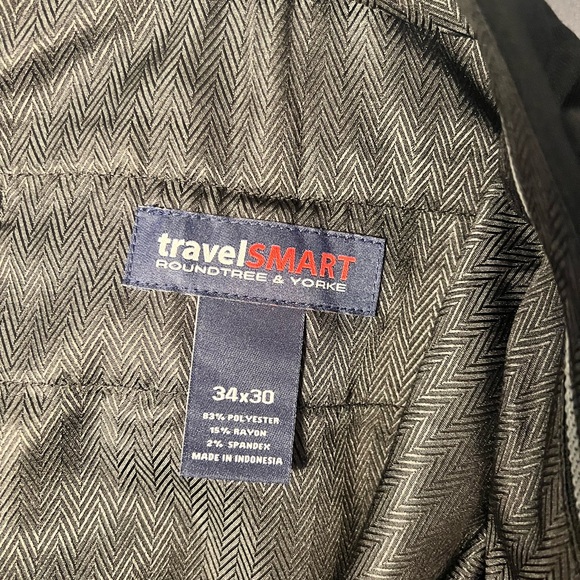 travelSMART
ROUNDTREE & YORKE
34x30
83% POLYESTER
15% RAYON
2% SPANDEX
MADE IN INDONESIA